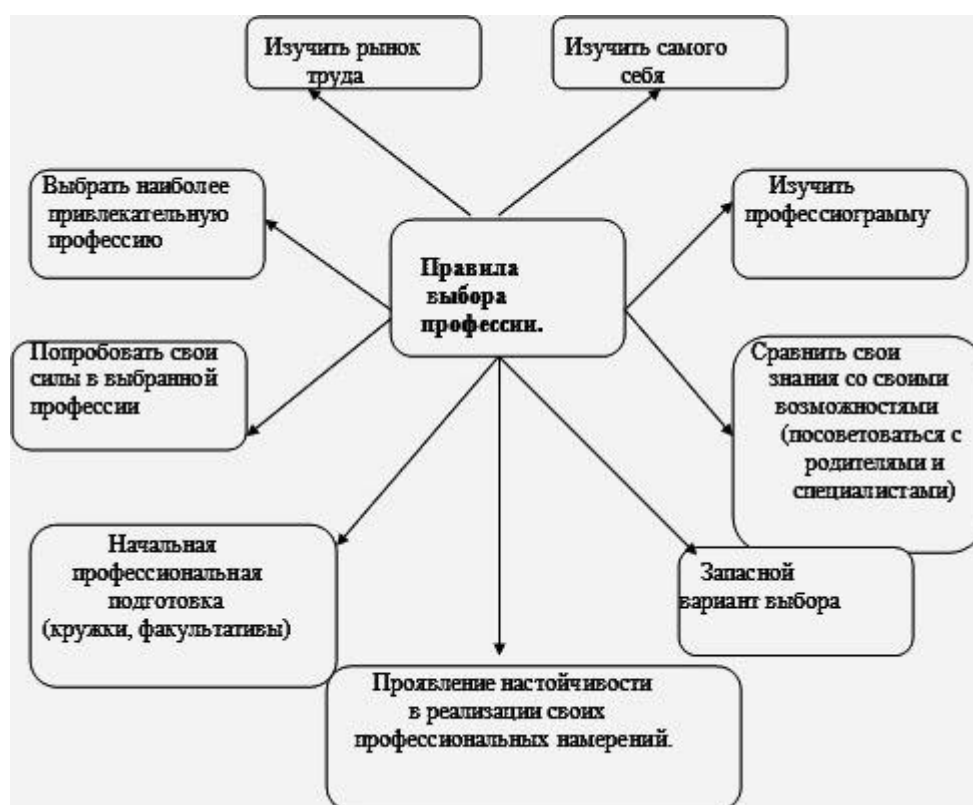 Изучить рынок
труда
Изучить самого
себя
Выбрать наиболее
привлекательную
профессию
Изучить
профессиограмму
Правила
выбора
профессии.
Попробовать свои
силы в выбранной
профессии
Сравнить свои
знания со своими
возможностями
(посоветоваться с
родителями и
специалистами)
Начальная
профессиональная
подготовка
(кружки, факультативы)
Запасной
вариант выбора
Проявление настойчивости
в реализации своих
профессиональных намерений.